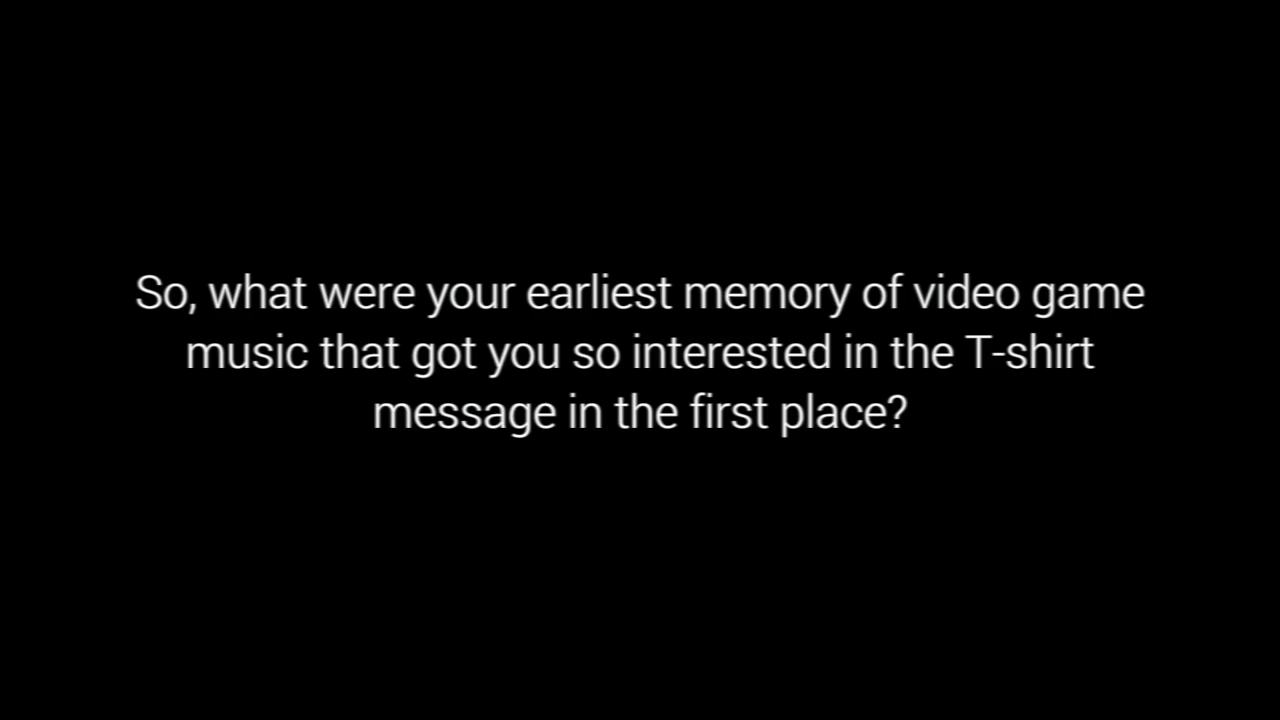 So, what were your earliest memory of video game
music that got you so interested in the T-shirt
message in the first place?